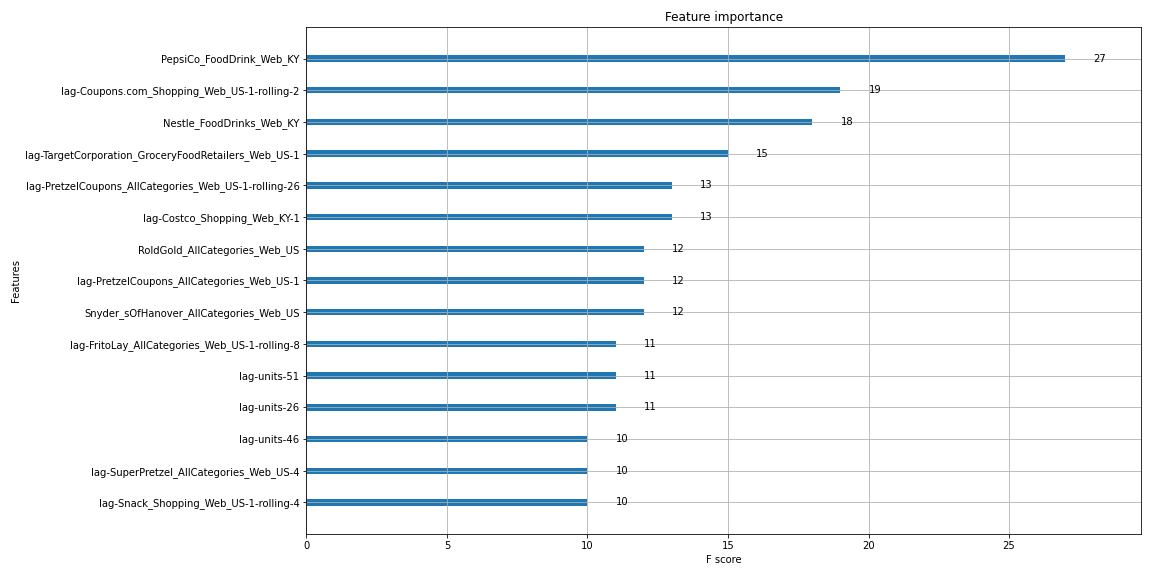 Feature importance
PepsiCo_FoodDrink_Web_KY 27
lag-Coupons.com_Shopping_Web_US-1-rolling-2 19
Nestle_FoodDrinks_Web_KY 18
lag-TargetCorporation_GroceryFoodRetailers_Web_US-1 15
lag-PretzelCoupons_AllCategories_Web_US-1-rolling-26 13
lag-Costco_Shopping_Web_KY-1 13
RoldGold_AllCategories_Web_US 12
lag-PretzelCoupons_AllCategories_Web_US-1 12
Snyder_sOfHanover_AllCategories_Web_US 12
lag-FritoLay_AllCategories_Web_US-1-rolling-8 11
lag-units-51 11
lag-units-26 11
lag-units-46 10
lag-SuperPretzel_AllCategories_Web_US-4 10
lag-Snack_Shopping_Web_US-1-rolling-4 10
Features
0 5 10 15 20 25
F score